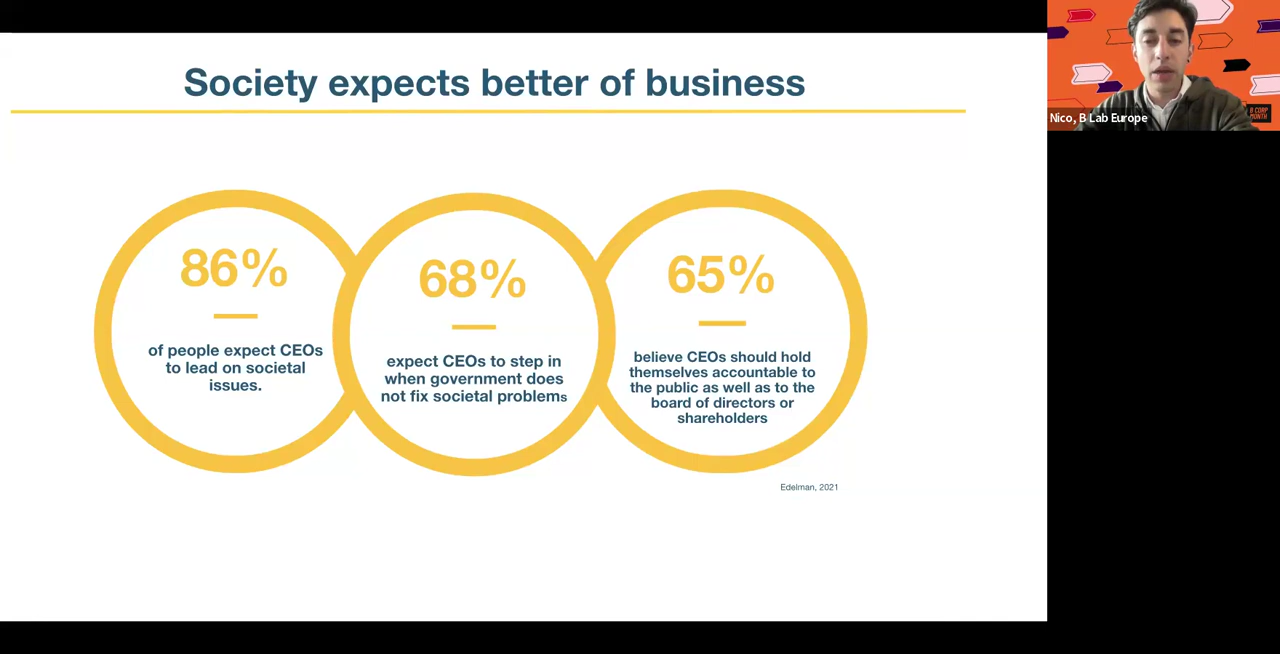 Society expects better of business
86%
of people expect CEOs
to lead on societal
issues.
68%
expect CEOs to step in
when government does
not fix societal problems
65%
believe CEOs should hold
themselves accountable to
the public as well as to the
board of directors or
shareholders
Edelman, 2021
Nico, B Lab Europe
B CORP
MONTH